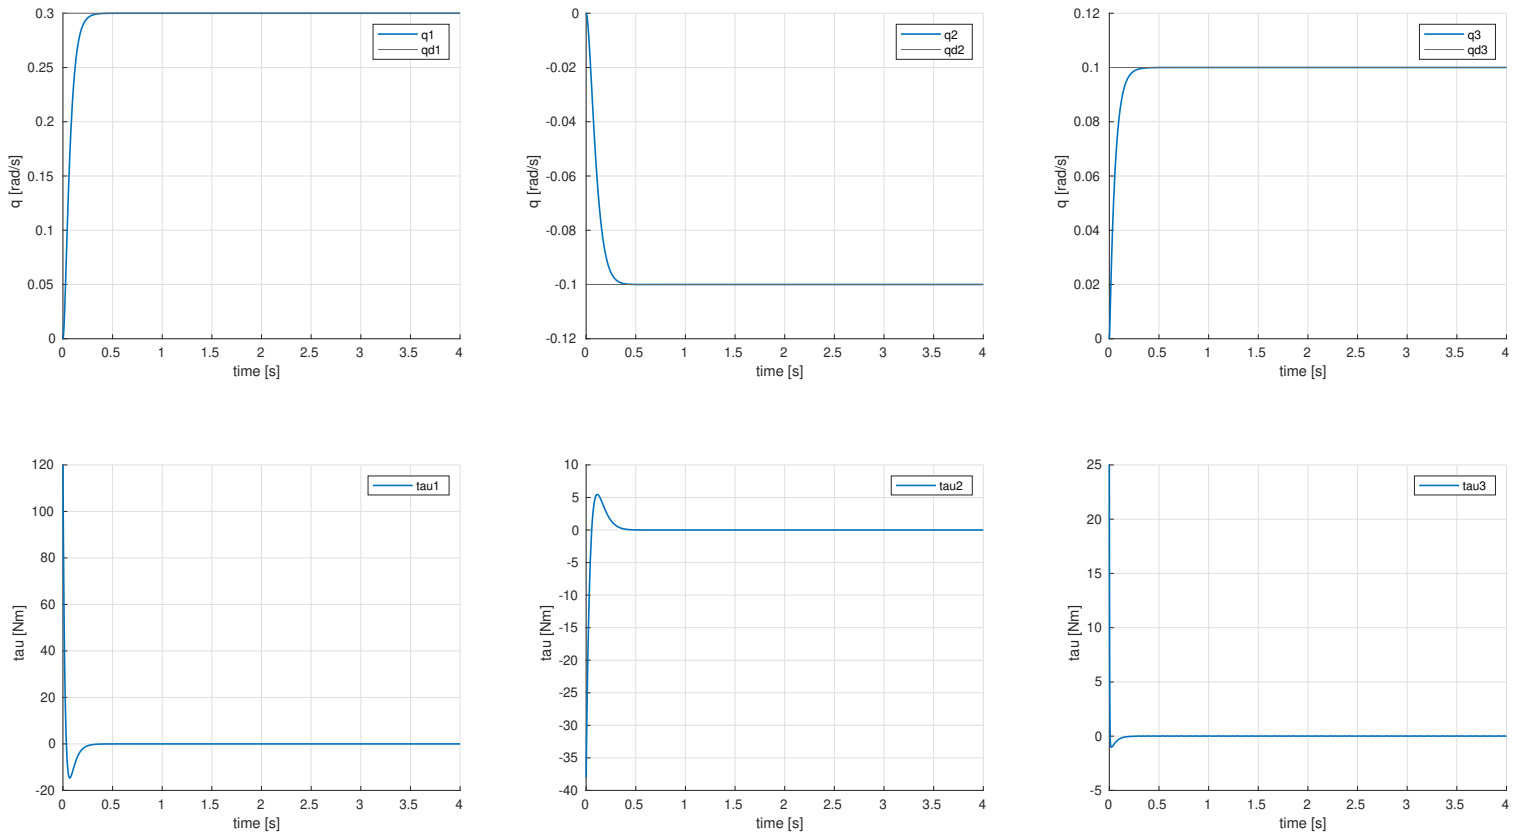 0.3
0.25
0.2
0.15
0.1
0.05
0
q [rad/s]
0 0.5 1 1.5 2 2.5 3 3.5 4
time [s]
q1
qd1
0
-0.02
-0.04
-0.06
-0.08
-0.1
-0.12
q [rad/s]
0 0.5 1 1.5 2 2.5 3 3.5 4
time [s]
q2
qd2
0.12
0.1
0.08
0.06
0.04
0.02
0
q [rad/s]
0 0.5 1 1.5 2 2.5 3 3.5 4
time [s]
q3
qd3
120
100
80
60
40
20
0
-20
tau [Nm]
0 0.5 1 1.5 2 2.5 3 3.5 4
time [s]
tau1
10
5
0
-5
-10
-15
-20
-25
-30
-35
-40
tau [Nm]
0 0.5 1 1.5 2 2.5 3 3.5 4
time [s]
tau2
25
20
15
10
5
0
-5
tau [Nm]
0 0.5 1 1.5 2 2.5 3 3.5 4
time [s]
tau3